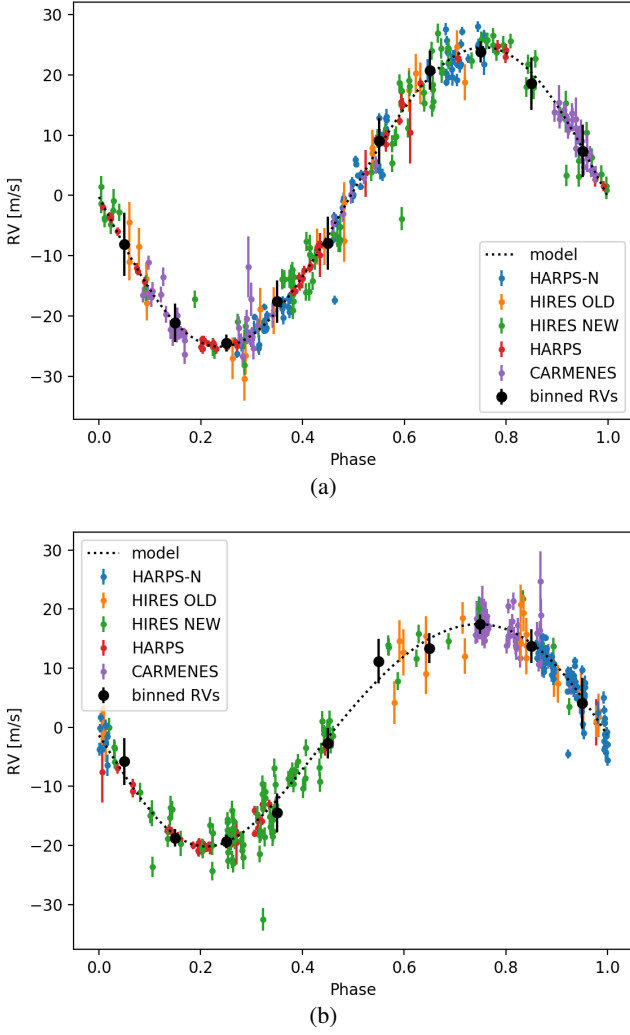 30
20
10
0
−10
−20
−30
RV [m/s]
model
HARPS-N
HIRES OLD
HIRES NEW
HARPS
CARMENES
binned RVs
0.0 0.2 0.4 0.6 0.8 1.0
Phase
(a)
model
HARPS-N
HIRES OLD
HIRES NEW
HARPS
CARMENES
binned RVs
30
20
10
0
−10
−20
−30
RV [m/s]
0.0 0.2 0.4 0.6 0.8 1.0
Phase
(b)